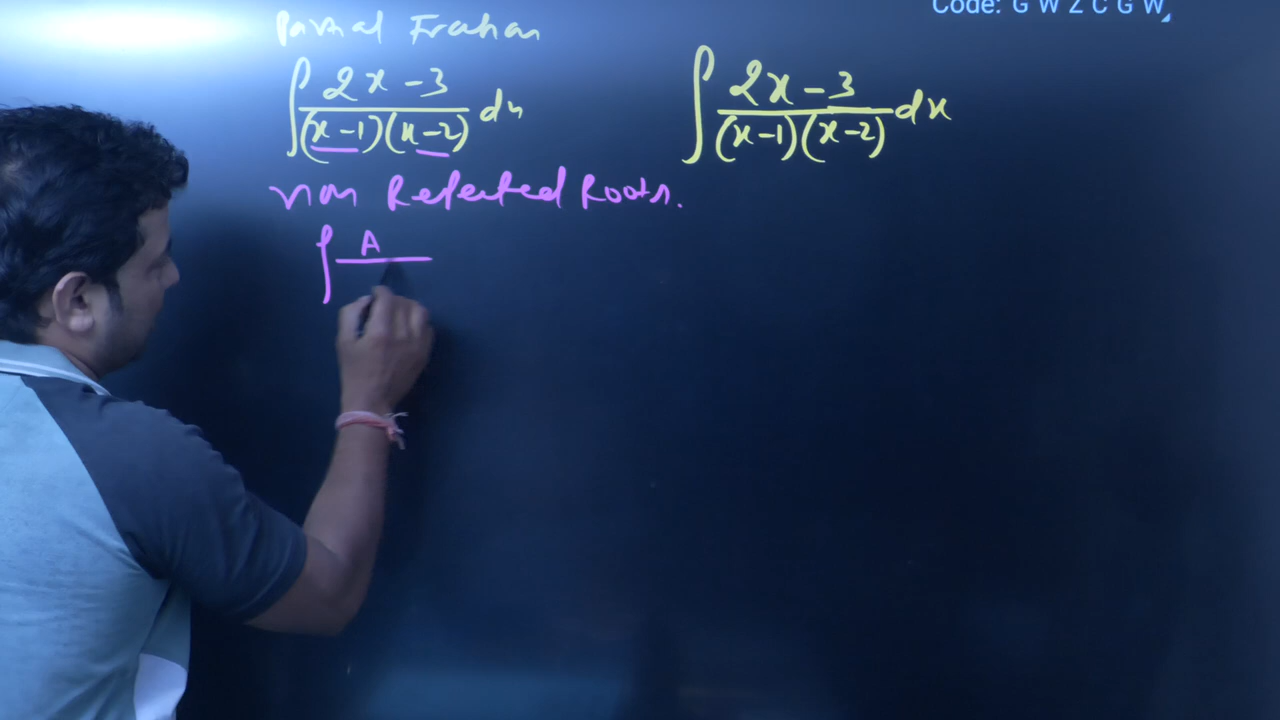 Code: G W Z C G W
Partial Fraction
∫ 2x - 3 / (x-1)(x-2) dx
∫ 2x - 3 / (x-1)(x-2) dx
non Repeated Roots.
∫ A